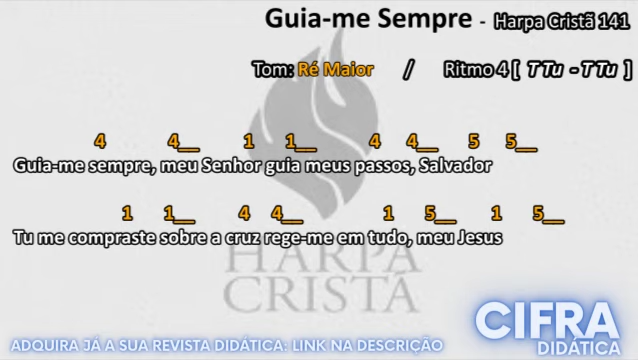 Guia-me Sempre - Harpa Cristã 141
Tom: Ré Maior / Ritmo 4 [ T Tu - T Tu ]
4 4__ 1 1__ 4 4__ 5 5__
Guia-me sempre, meu Senhor guia meus passos, Salvador
1 1__ 4 4__ 1 5__ 1 5__
Tu me compraste sobre a cruz rege-me em tudo, meu Jesus
HARPA
CRISTÃ
CIFRA
DIDÁTICA
ADQUIRA JÁ A SUA REVISTA DIDÁTICA: LINK NA DESCRIÇÃO